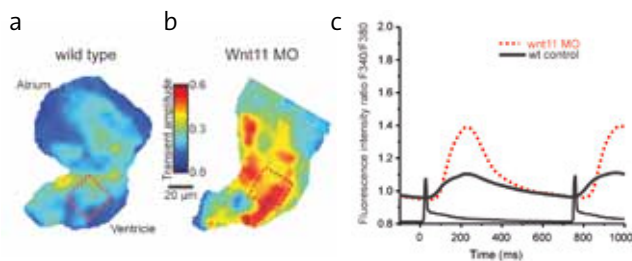 a
wild type
Atrium
Ventricle
b
Wnt11 MO
Transient amplitude
0.6
0.3
0.0
20 µm
c
wnt11 MO
wt control
Fluorescence intensity ratio F340/F380
2.0
1.8
1.6
1.4
1.2
1.0
0.8
0
200
400
600
800
1000
Time (ms)